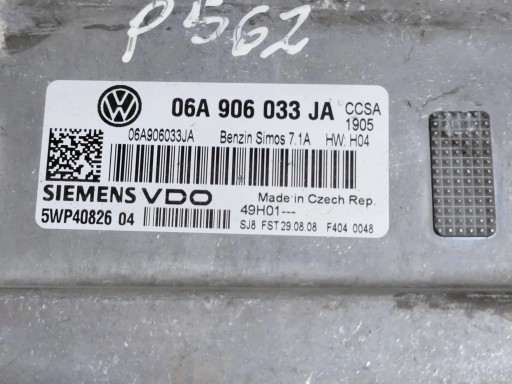 P562
06A 906 033 JA CCSA
1905
06A906033JA Benzin Simos 7.1A HW: H04
SIEMENS VDO
Made in Czech Rep.
5WP40826 04
49H01---
SJ8 FST 29.08.08 F404 0048